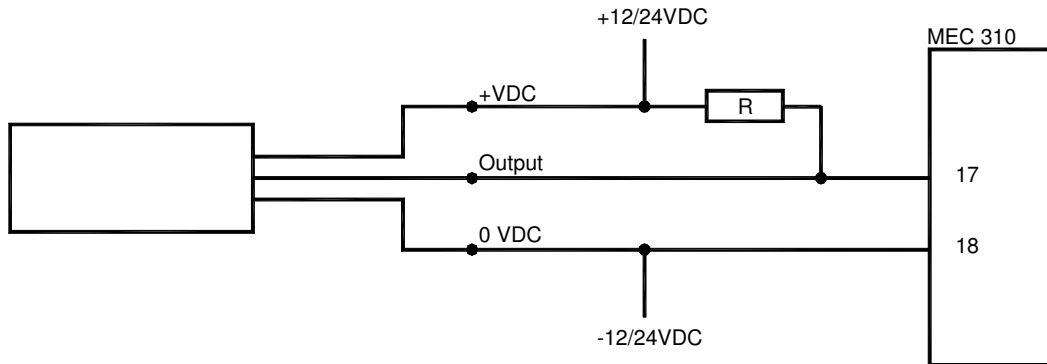 +12/24VDC
MEC 310
+VDC
R
Output
17
0 VDC
18
-12/24VDC